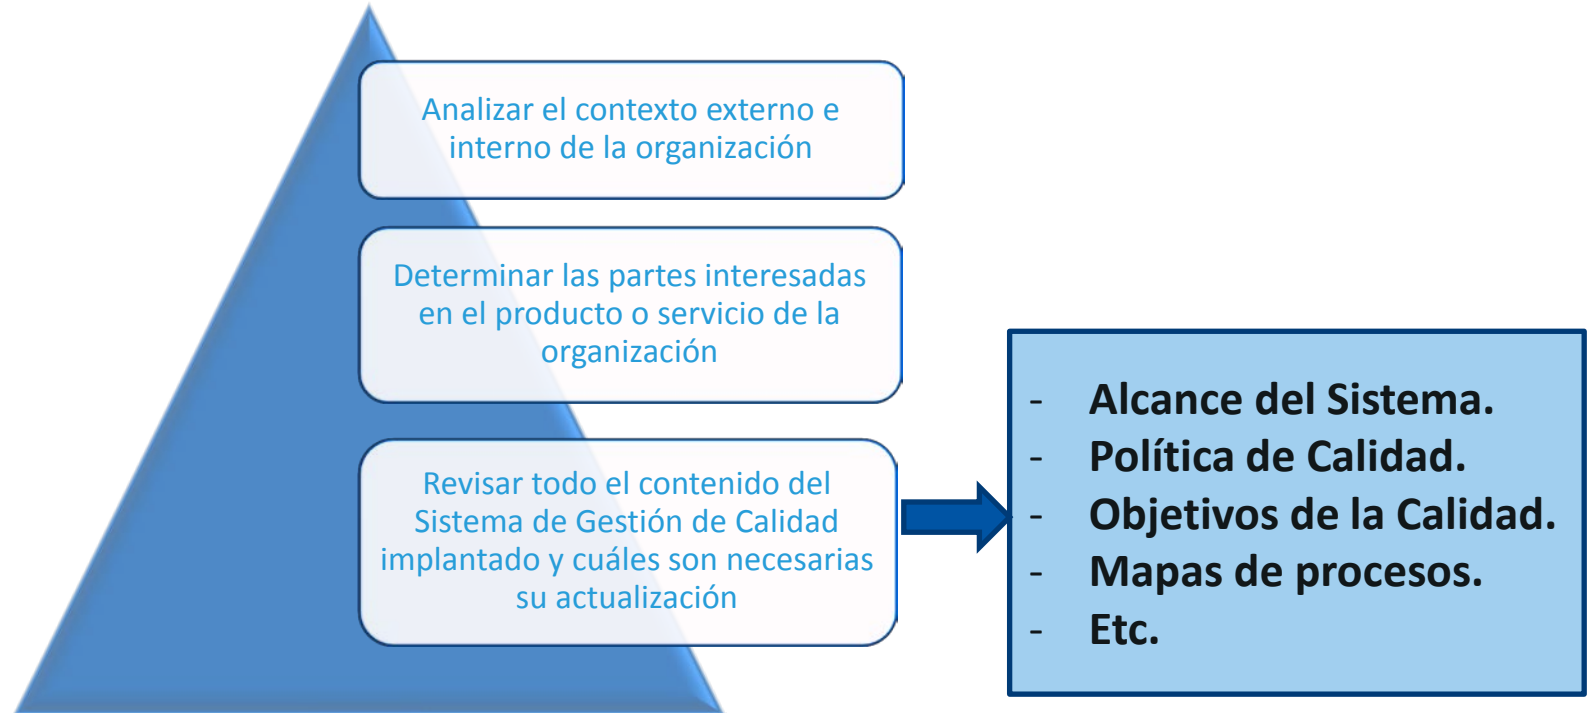 Analizar el contexto externo e
interno de la organización
Determinar las partes interesadas
en el producto o servicio de la
organización
Revisar todo el contenido del
Sistema de Gestión de Calidad
implantado y cuáles son necesarias
su actualización
- Alcance del Sistema.
- Política de Calidad.
- Objetivos de la Calidad.
- Mapas de procesos.
- Etc.